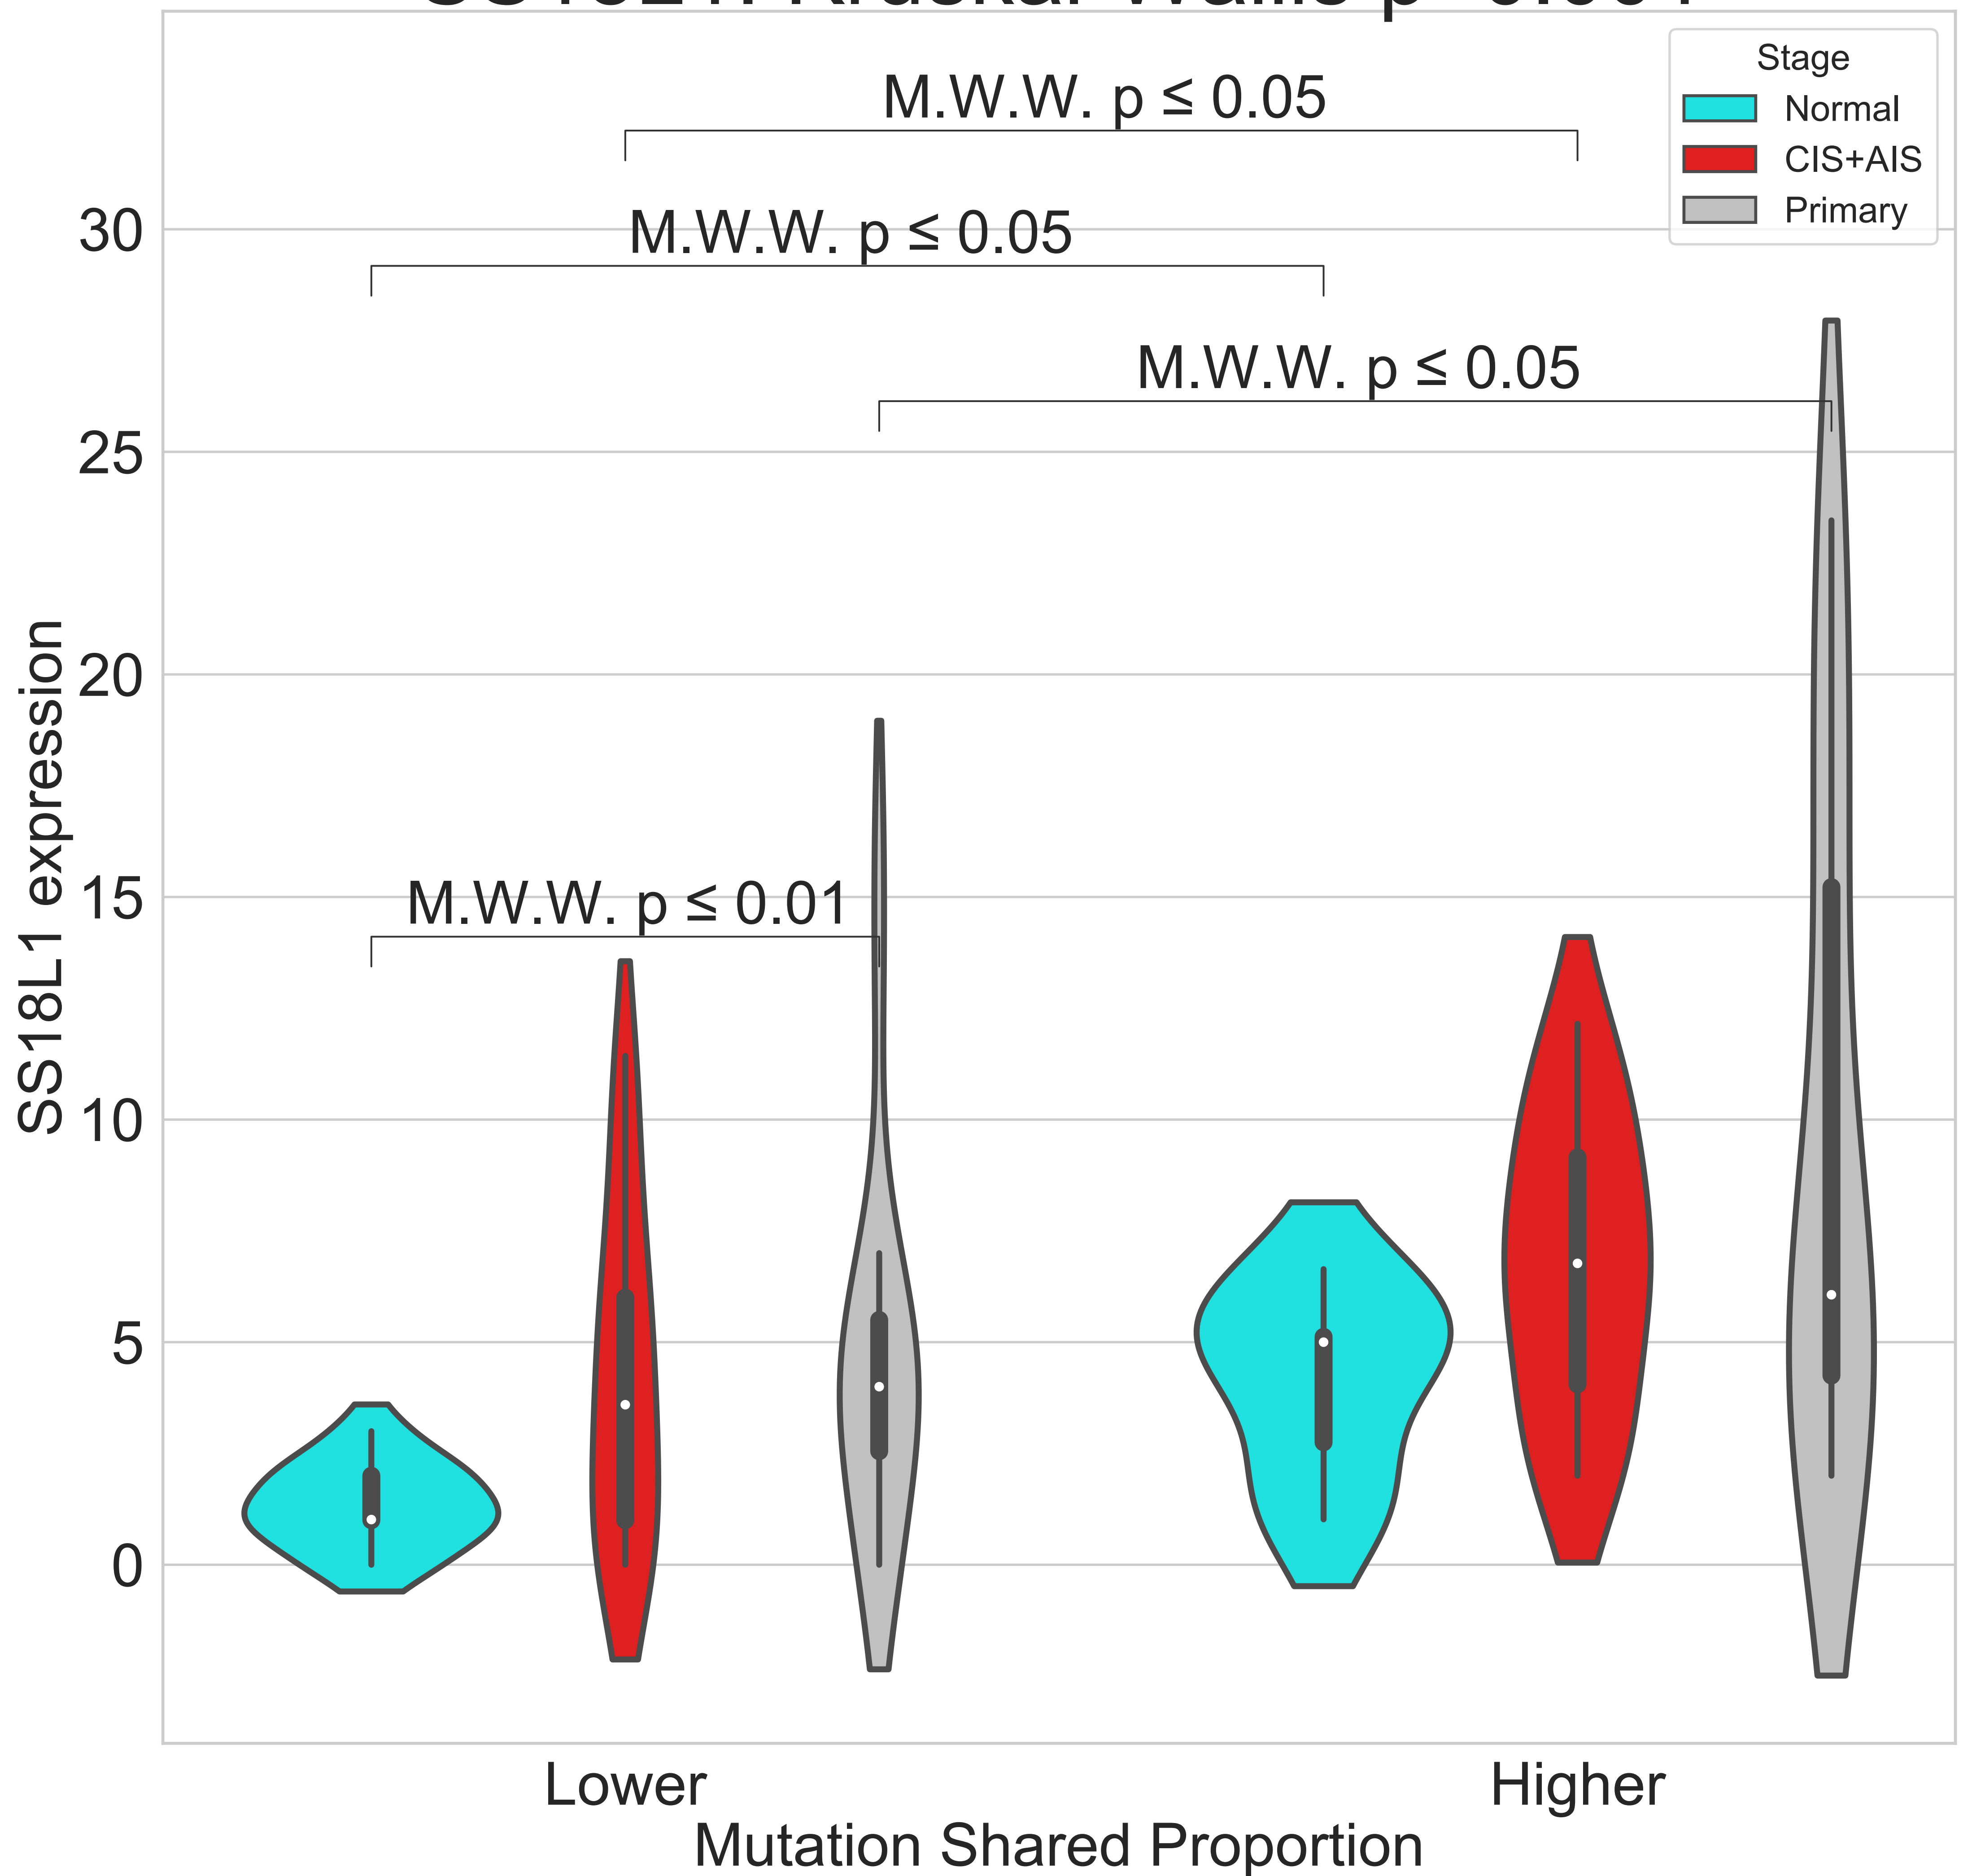 M.W.W. p ≤ 0.05
M.W.W. p ≤ 0.05
M.W.W. p ≤ 0.05
M.W.W. p ≤ 0.01
Stage
Normal
CIS+AIS
Primary
30
25
20
15
10
5
0
SS18L1 expression
Lower
Higher
Mutation Shared Proportion